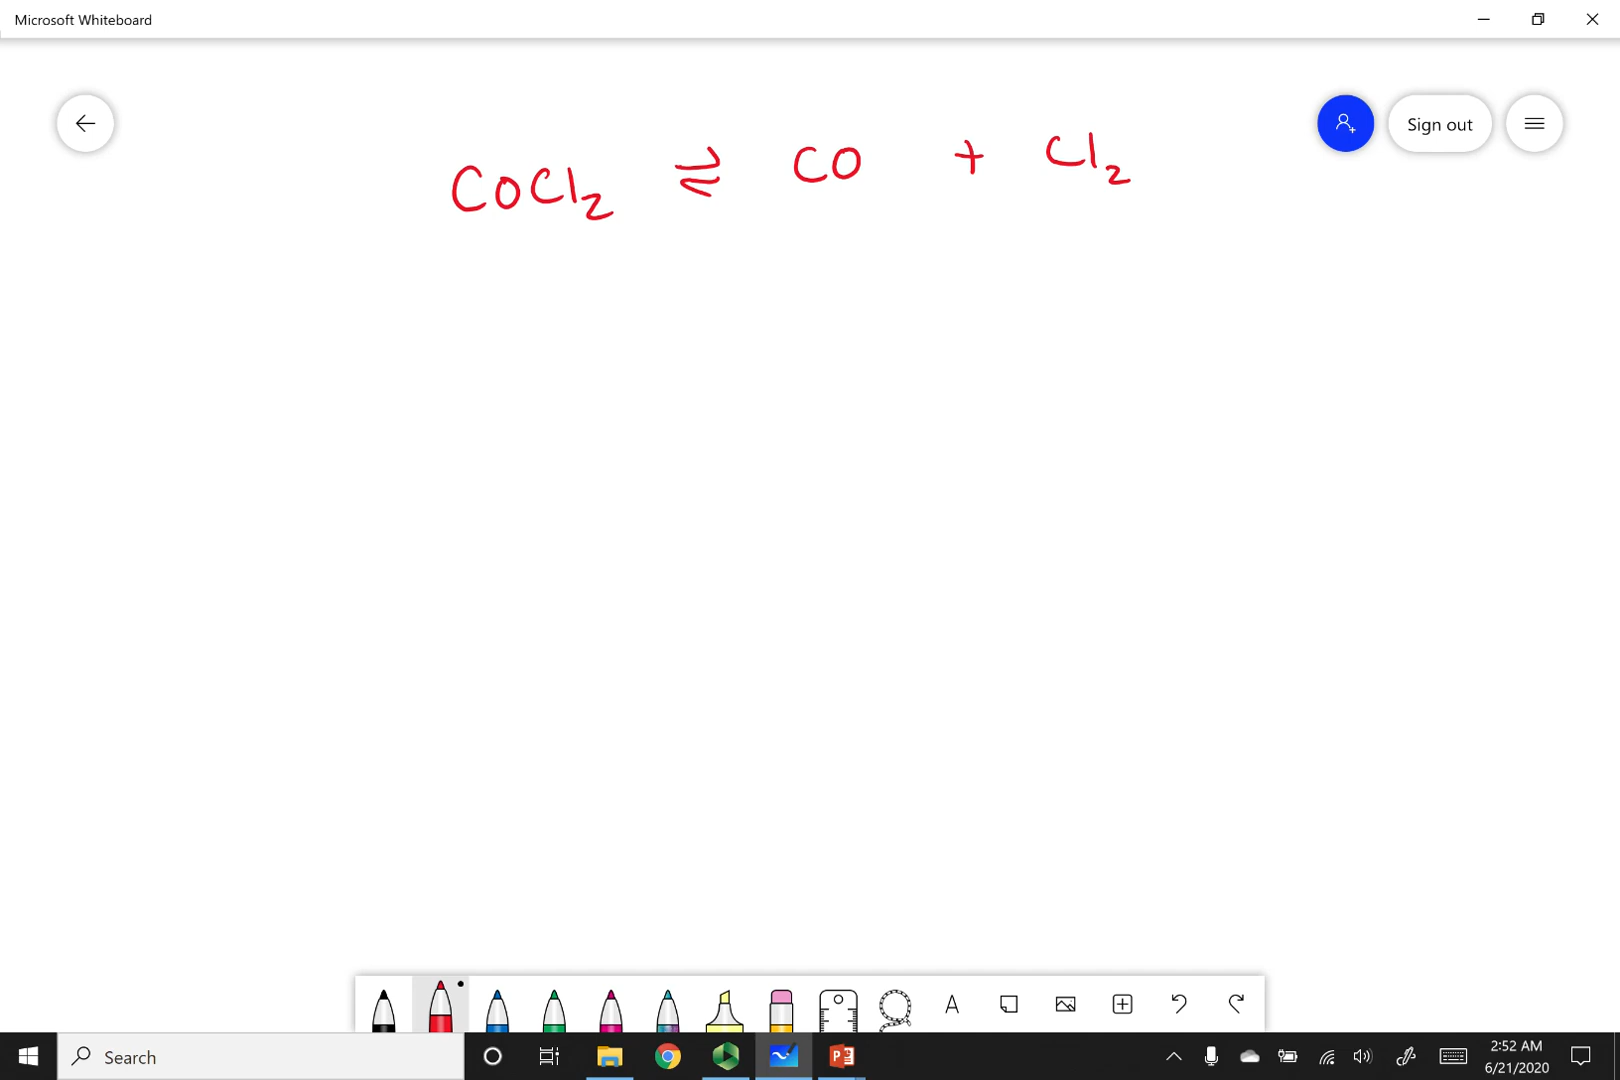 Microsoft Whiteboard
Sign out
CoCl₂ ⇌ CO + Cl₂
A
Search
2:52 AM
6/21/2020